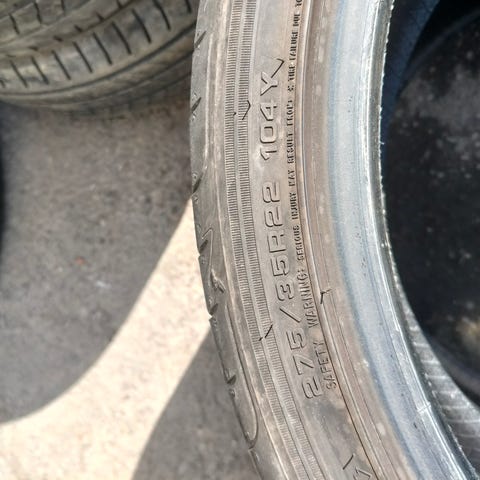 275/35R22 104Y
SAFETY WARNING: SERIOUS INJURY MAY RESULT FROM: TIRE FAILURE DUE TO